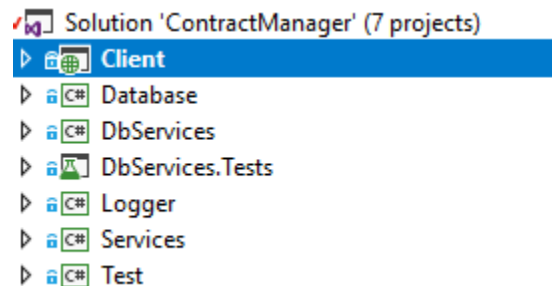 Solution 'ContractManager' (7 projects)
Client
C# Database
C# DbServices
DbServices.Tests
C# Logger
C# Services
C# Test